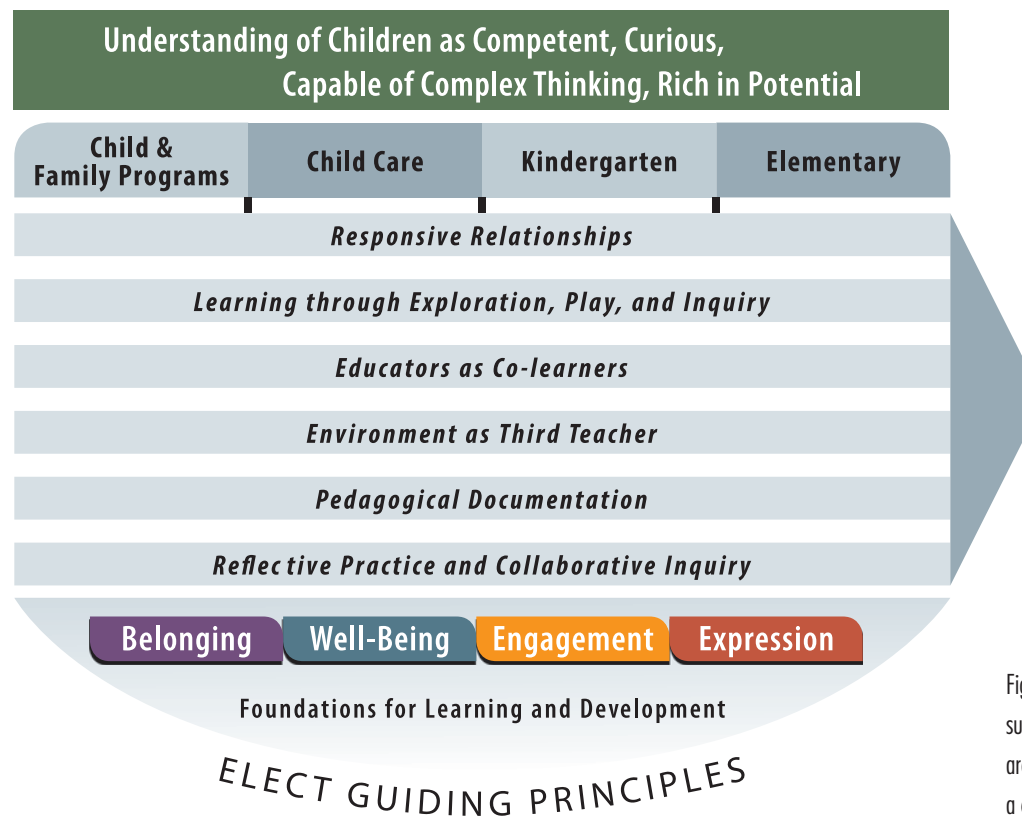 Understanding of Children as Competent, Curious,
Capable of Complex Thinking, Rich in Potential
Child &
Family Programs
Child Care
Kindergarten
Elementary
Responsive Relationships
Learning through Exploration, Play, and Inquiry
Educators as Co-learners
Environment as Third Teacher
Pedagogical Documentation
Reflective Practice and Collaborative Inquiry
Belonging
Well-Being
Engagement
Expression
Foundations for Learning and Development
ELECT GUIDING PRINCIPLES